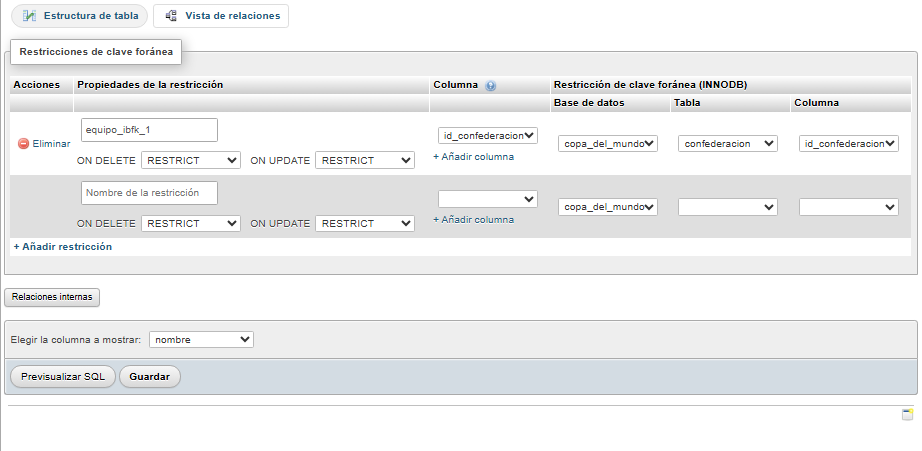 Estructura de tabla
Vista de relaciones
Restricciones de clave foránea
Acciones
Propiedades de la restricción
Columna
Restricción de clave foránea (INNODB)
Base de datos
Tabla
Columna
Eliminar
equipo_ibfk_1
ON DELETE
RESTRICT
ON UPDATE
RESTRICT
id_confederacion
+ Añadir columna
copa_del_mundo
confederacion
id_confederacion
Nombre de la restricción
ON DELETE
RESTRICT
ON UPDATE
RESTRICT
+ Añadir columna
copa_del_mundo
+ Añadir restricción
Relaciones internas
Elegir la columna a mostrar:
nombre
Previsualizar SQL
Guardar